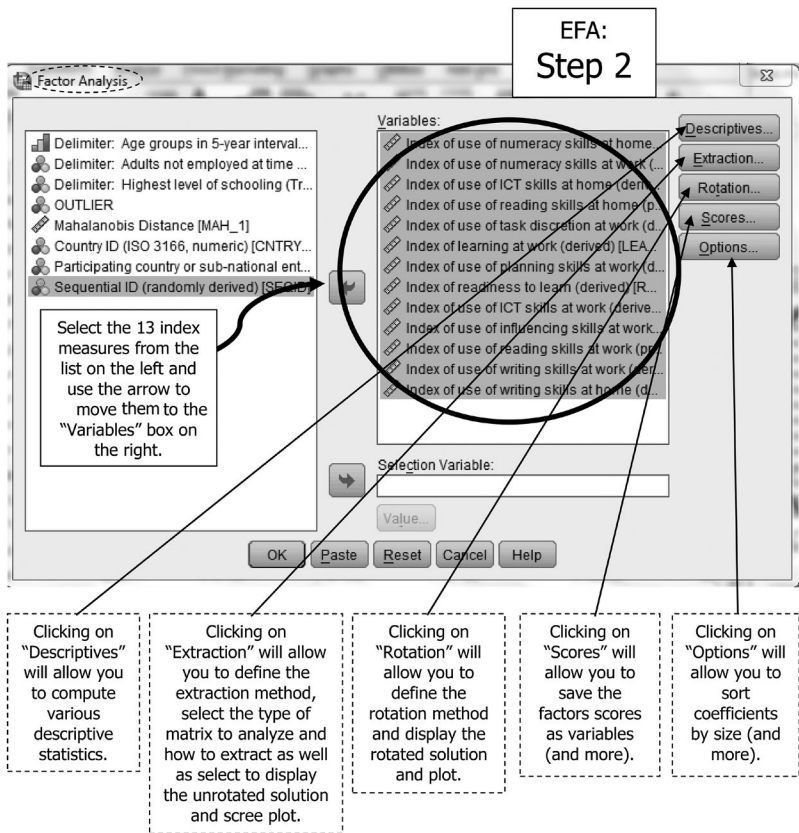 EFA:
Step 2
Factor Analysis
Delimiter: Age groups in 5-year interval...
Delimiter: Adults not employed at time ...
Delimiter: Highest level of schooling (Tr...
OUTLIER
Mahalanobis Distance [MAH_1]
Country ID (ISO 3166, numeric) [CNTRY...
Participating country or sub-national ent...
Sequential ID (randomly derived) [SEQID]
Select the 13 index
measures from the
list on the left and
use the arrow to
move them to the
“Variables” box on
the right.
Variables:
Index of use of numeracy skills at home...
Index of use of numeracy skills at work (...
Index of use of ICT skills at home (deri...
Index of use of reading skills at home (p...
Index of use of task discretion at work (d...
Index of learning at work (derived) [LEA...
Index of use of planning skills at work (d...
Index of readiness to learn (derived) [R...
Index of use of ICT skills at work (derive...
Index of use of influencing skills at work...
Index of use of reading skills at work (pr...
Index of use of writing skills at work (der...
Index of use of writing skills at home (d...
Selection Variable:
Value...
Descriptives...
Extraction...
Rotation...
Scores...
Options...
OK Paste Reset Cancel Help
Clicking on
“Descriptives”
will allow you
to compute
various
descriptive
statistics.
Clicking on
“Extraction” will allow
you to define the
extraction method,
select the type of
matrix to analyze and
how to extract as well
as select to display
the unrotated solution
and scree plot.
Clicking on
“Rotation” will
allow you to
define the
rotation method
and display the
rotated solution
and plot.
Clicking on
“Scores” will
allow you to
save the
factors scores
as variables
(and more).
Clicking on
“Options” will
allow you to
sort
coefficients
by size (and
more).